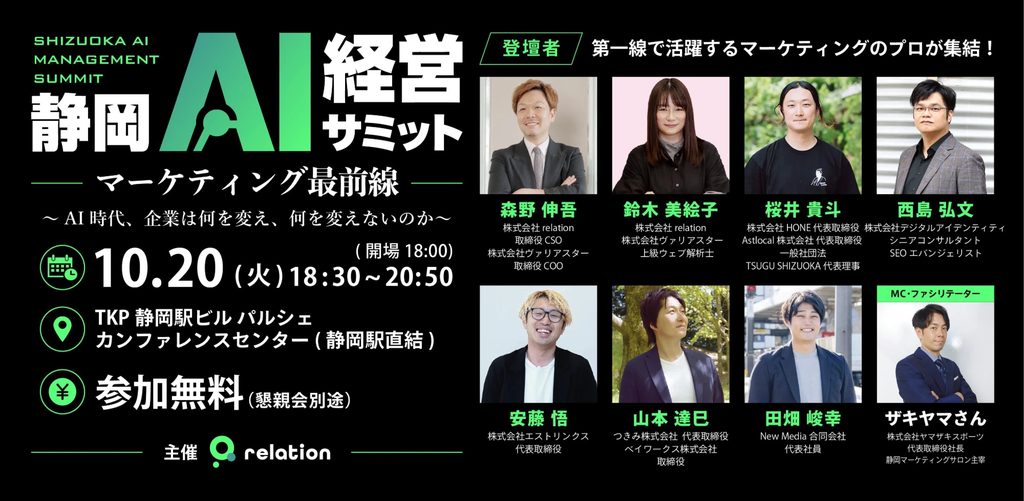 SHIZUOKA AI
MANAGEMENT
SUMMIT
静岡AI経営サミット
マーケティング最前線
～ AI 時代、企業は何を変え、何を変えないのか～
( 開場 18:00)
10.20 (火) 18:30～20:50
TKP 静岡駅ビル パルシェ
カンファレンスセンター ( 静岡駅直結 )
参加無料 (懇親会別途)
主催 relation
登壇者 第一線で活躍するマーケティングのプロが集結！
森野 伸吾
株式会社 relation
取締役 CSO
株式会社ヴァリアスター
取締役 COO
鈴木 美絵子
株式会社 relation
株式会社ヴァリアスター
上級ウェブ解析士
桜井 貴斗
株式会社 HONE 代表取締役
Astlocal 株式会社 代表取締役
一般社団法
TSUGU SHIZUOKA 代表理事
西島 弘文
株式会社デジタルアイデンティティ
シニアコンサルタント
SEO エバンジェリスト
安藤 悟
株式会社エストリンクス
代表取締役
山本 達巳
つきみ株式会社 代表取締役
ベイワークス株式会社
取締役
田畑 峻幸
New Media 合同会社
代表社員
MC・ファシリテーター
ザキヤマさん
株式会社ヤマザキスポーツ
代表取締役社長
静岡マーケティングサロン主宰